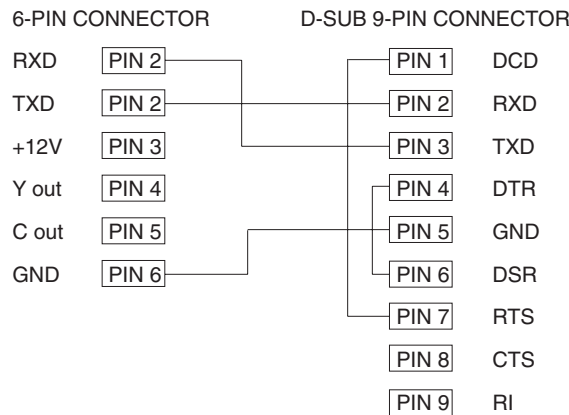 6-PIN CONNECTOR D-SUB 9-PIN CONNECTOR
RXD PIN 2 PIN 1 DCD
TXD PIN 2 PIN 2 RXD
+12V PIN 3 PIN 3 TXD
Y out PIN 4 PIN 4 DTR
C out PIN 5 PIN 5 GND
GND PIN 6 PIN 6 DSR
PIN 7 RTS
PIN 8 CTS
PIN 9 RI